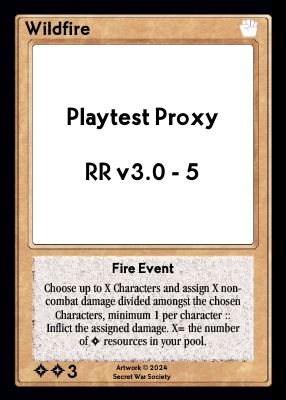 Wildfire
Playtest Proxy
RR v3.0 - 5
Fire Event
Choose up to X Characters and assign X non-
combat damage divided amongst the chosen
Characters, minimum 1 per character ::
Inflict the assigned damage. X= the number
of resources in your pool.
3
Artwork © 2024
Secret War Society